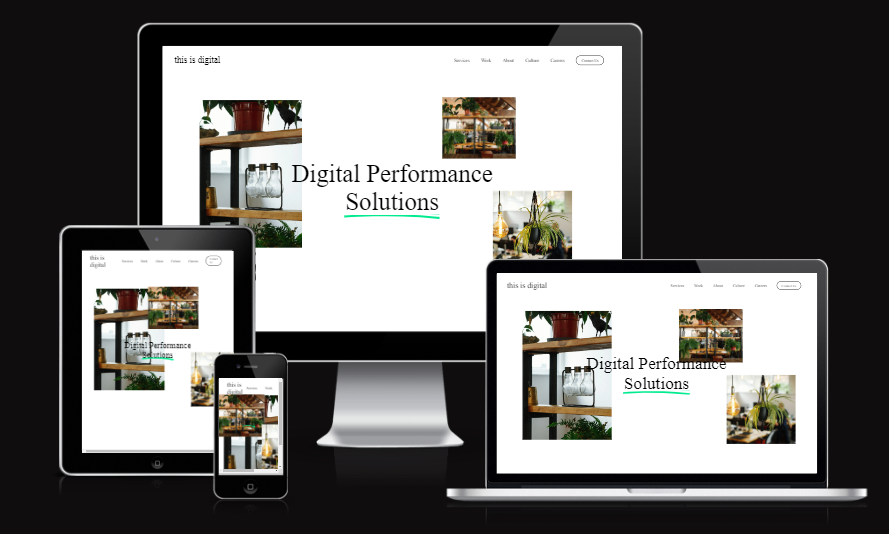 this is digital
Services Work About Culture Careers Contact Us
Digital Performance
Solutions
this is
digital
Services Work About Culture Careers
Digital Performance
Solutions
this is
digital
Services Work
this is digital
Services Work About Culture Careers Contact Us
Digital Performance
Solutions